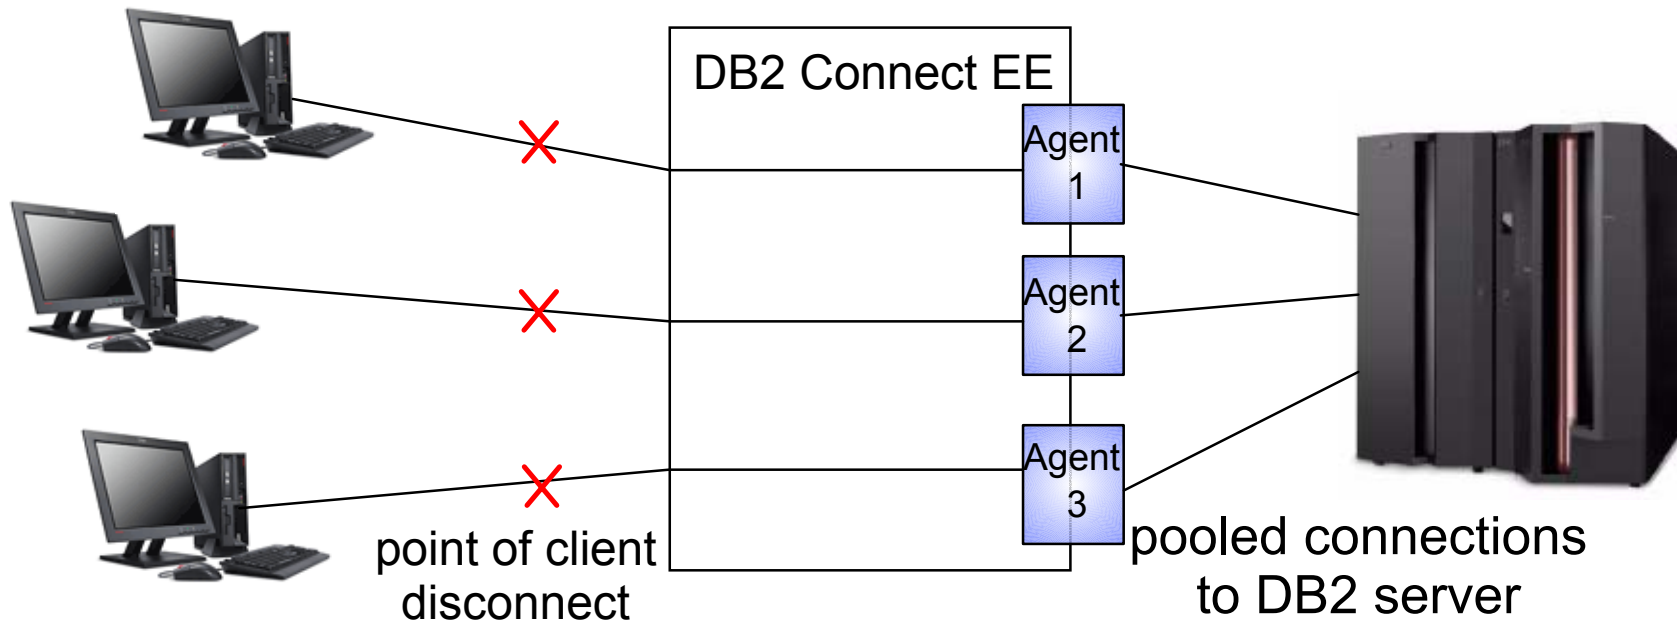 DB2 Connect EE
Agent
1
Agent
2
Agent
3
point of client
disconnect
pooled connections
to DB2 server